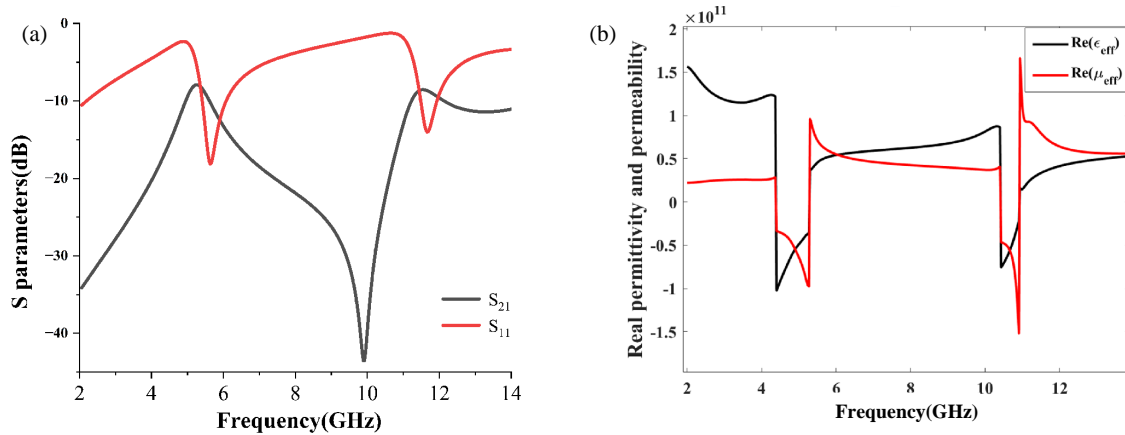 (a)
0
-10
-20
-30
-40
S parameters(dB)
S21
S11
2 4 6 8 10 12 14
Frequency(GHz)
(b)
×10^11
2
1.5
1
0.5
0
-0.5
-1
-1.5
Real permittivity and permeability
Re(ϵeff)
Re(μeff)
2 4 6 8 10 12
Frequency(GHz)